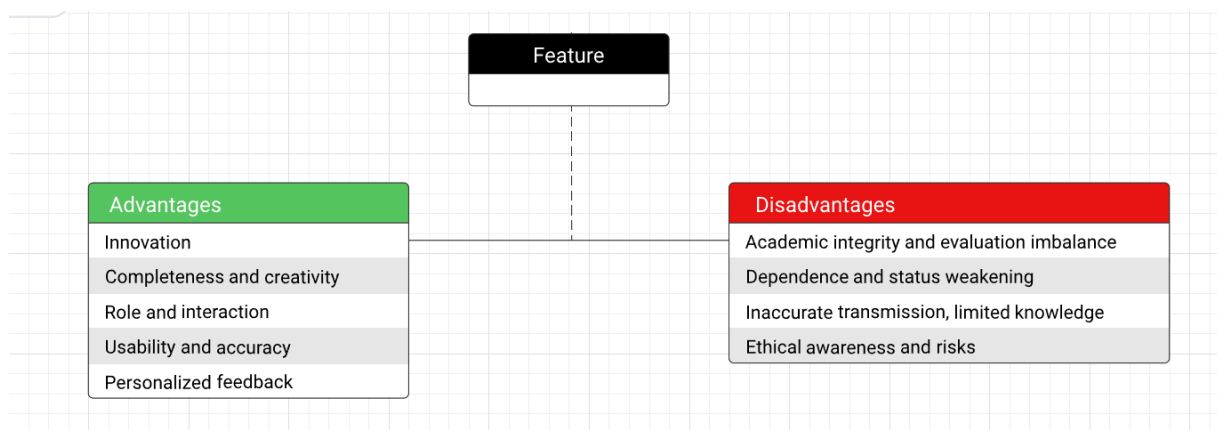 Feature
Advantages
Innovation
Completeness and creativity
Role and interaction
Usability and accuracy
Personalized feedback
Disadvantages
Academic integrity and evaluation imbalance
Dependence and status weakening
Inaccurate transmission, limited knowledge
Ethical awareness and risks